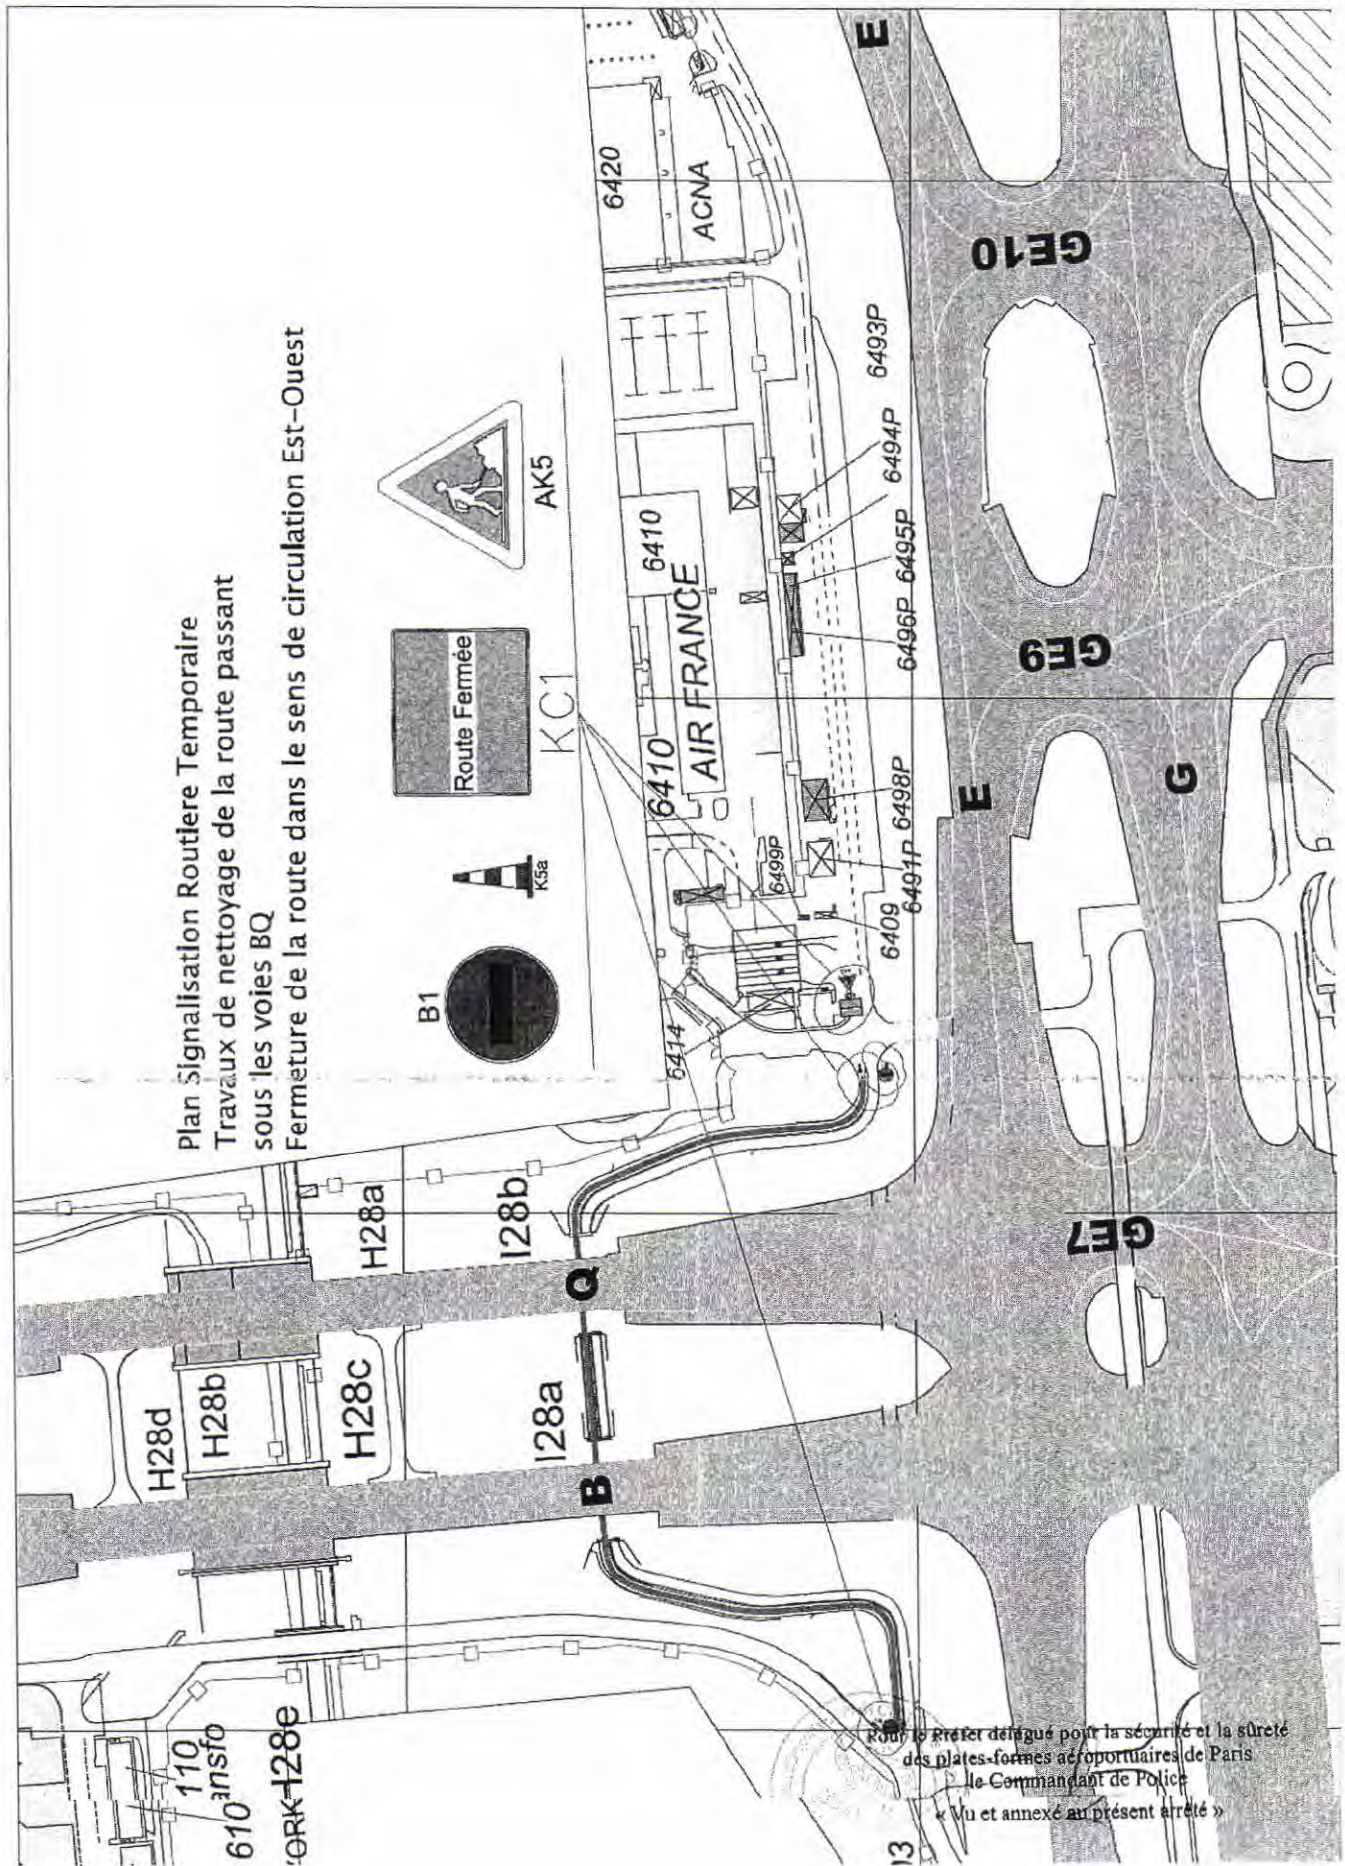 Plan Signalisation Routiere Temporaire
Travaux de nettoyage de la route passant
sous les voies BQ
Fermeture de la route dans le sens de circulation Est-Ouest
B1
K5a
Route Fermée
KC1
AK5
6420
ACNA
6410
AIR FRANCE
6410
6414
6499P
6409
6491P
6498P
6496P
6495P
6494P
6493P
E
GE10
GE9
E
G
GE7
H28a
I28b
Q
H28d
H28b
H28c
I28a
B
110
ansfo
610
YORK
H28e
Pour le Préfet délégué pour la sécurité et la sûreté
des plates-formes aéroportuaires de Paris
le Commandant de Police
« Vu et annexé au présent arrêté »